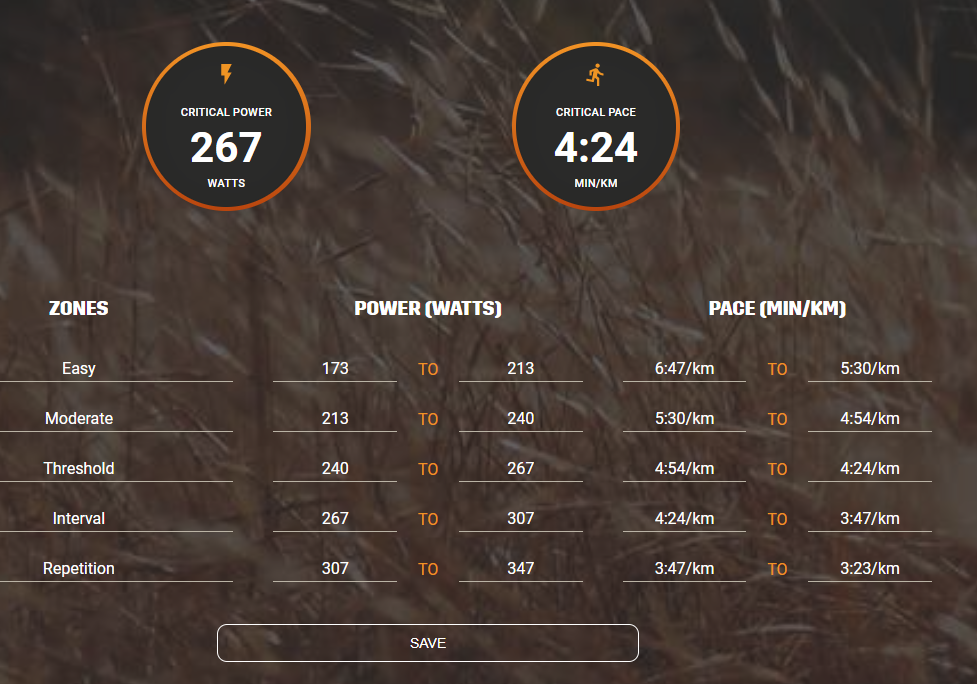 CRITICAL POWER
267
WATTS
CRITICAL PACE
4:24
MIN/KM
ZONES POWER (WATTS) PACE (MIN/KM)
Easy 173 TO 213 6:47/km TO 5:30/km
Moderate 213 TO 240 5:30/km TO 4:54/km
Threshold 240 TO 267 4:54/km TO 4:24/km
Interval 267 TO 307 4:24/km TO 3:47/km
Repetition 307 TO 347 3:47/km TO 3:23/km
SAVE